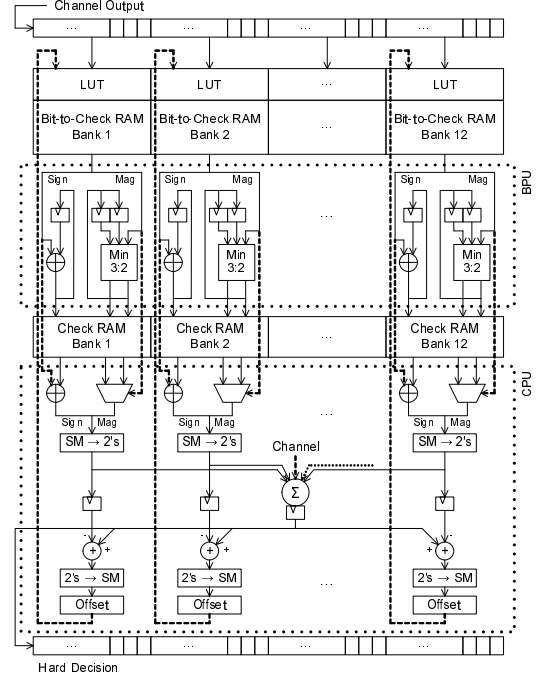 Channel Output
... ... ... ...
LUT LUT ... LUT
Bit-to-Check RAM Bit-to-Check RAM ... Bit-to-Check RAM
Bank 1 Bank 2 Bank 12
BPU
Sign Mag Sign Mag Sign Mag
...
Min Min Min
3:2 3:2 3:2
Check RAM Check RAM ... Check RAM
Bank 1 Bank 2 Bank 12
CPU
...
Sign Mag Sign Mag Sign Mag
SM → 2's SM → 2's SM → 2's
Channel
Σ
- - -
+ + + + + +
2's → SM 2's → SM ... 2's → SM
Offset Offset Offset
... ... ... ...
Hard Decision